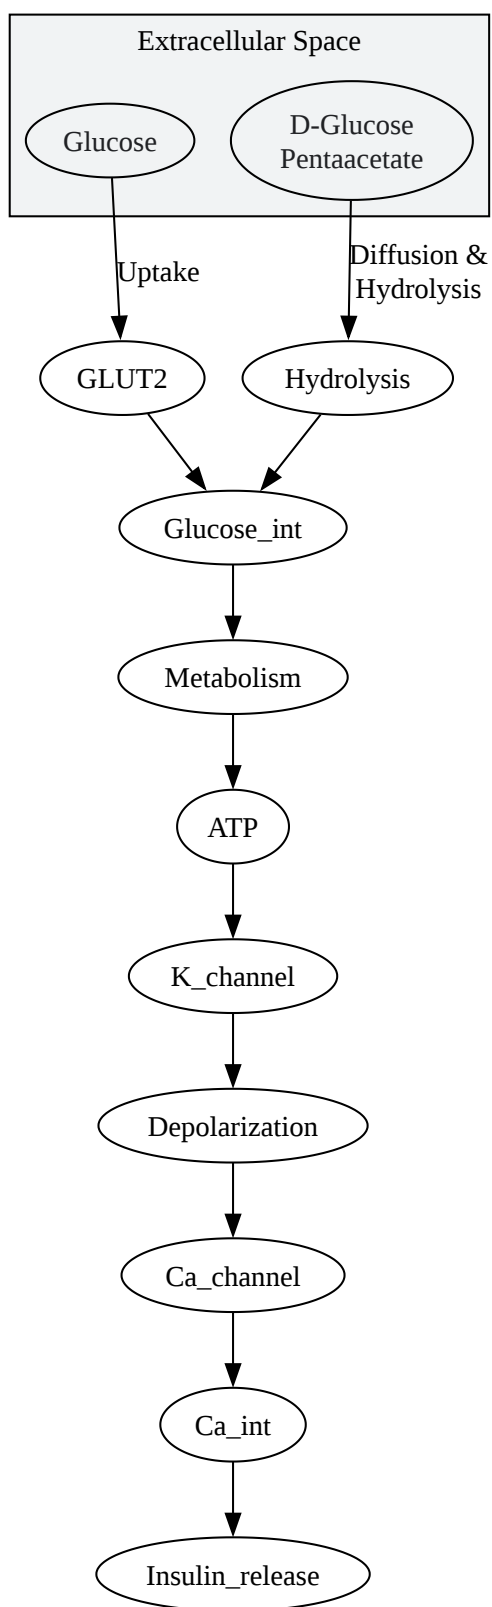 Extracellular Space
Glucose
D-Glucose
Pentaacetate
Uptake
Diffusion &
Hydrolysis
GLUT2
Hydrolysis
Glucose_int
Metabolism
ATP
K_channel
Depolarization
Ca_channel
Ca_int
Insulin_release